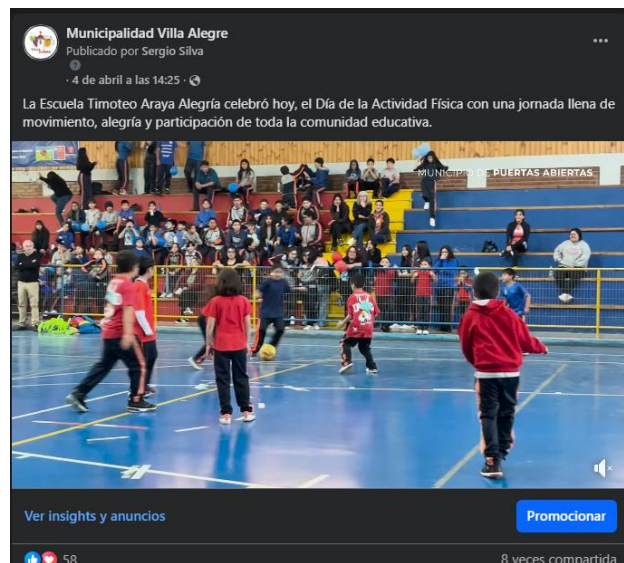 Municipalidad Villa Alegre
Publicado por Sergio Silva
· 4 de abril a las 14:25 ·
La Escuela Timoteo Araya Alegría celebró hoy, el Día de la Actividad Física con una jornada llena de
movimiento, alegría y participación de toda la comunidad educativa.
MUNICIPIO DE PUERTAS ABIERTAS
Ver insights y anuncios
Promocionar
58
8 veces compartida